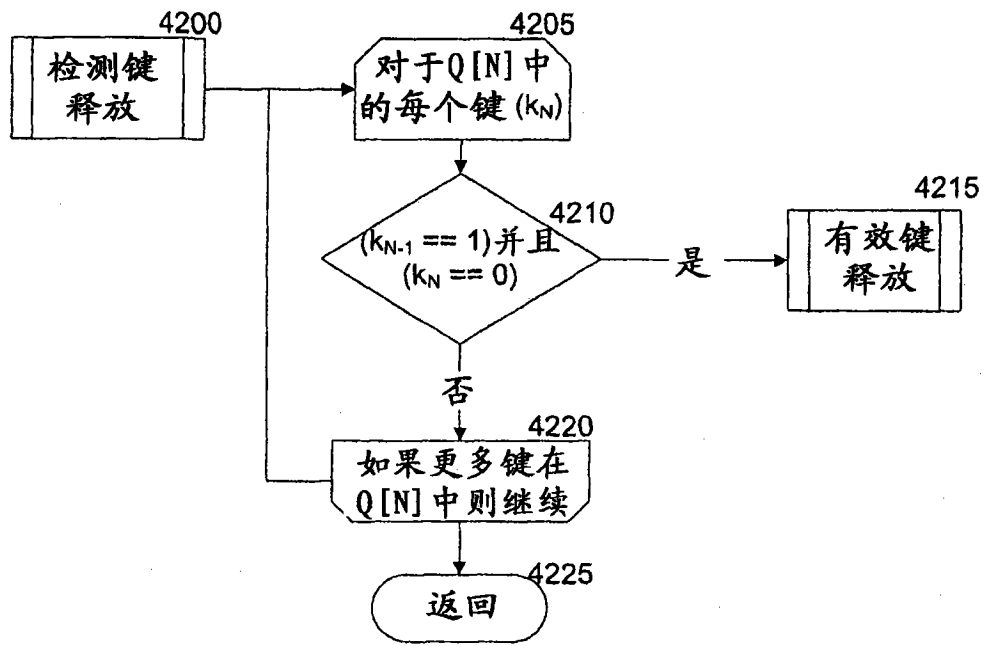 4200
检测键
释放
4205
对于Q[N]中
的每个键(kN)
4210
(kN-1 == 1)并且
(kN == 0)
是
4215
有效键
释放
否
4220
如果更多键在
Q[N]中则继续
4225
返回